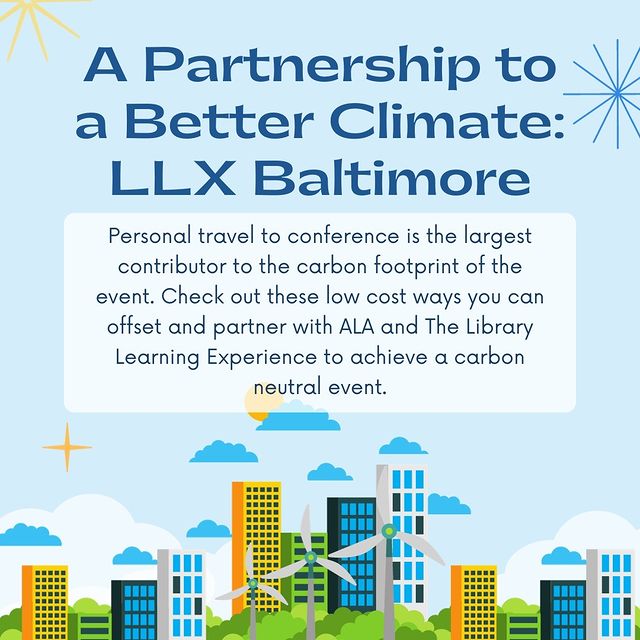 A Partnership to
a Better Climate:
LLX Baltimore
Personal travel to conference is the largest
contributor to the carbon footprint of the
event. Check out these low cost ways you can
offset and partner with ALA and The Library
Learning Experience to achieve a carbon
neutral event.